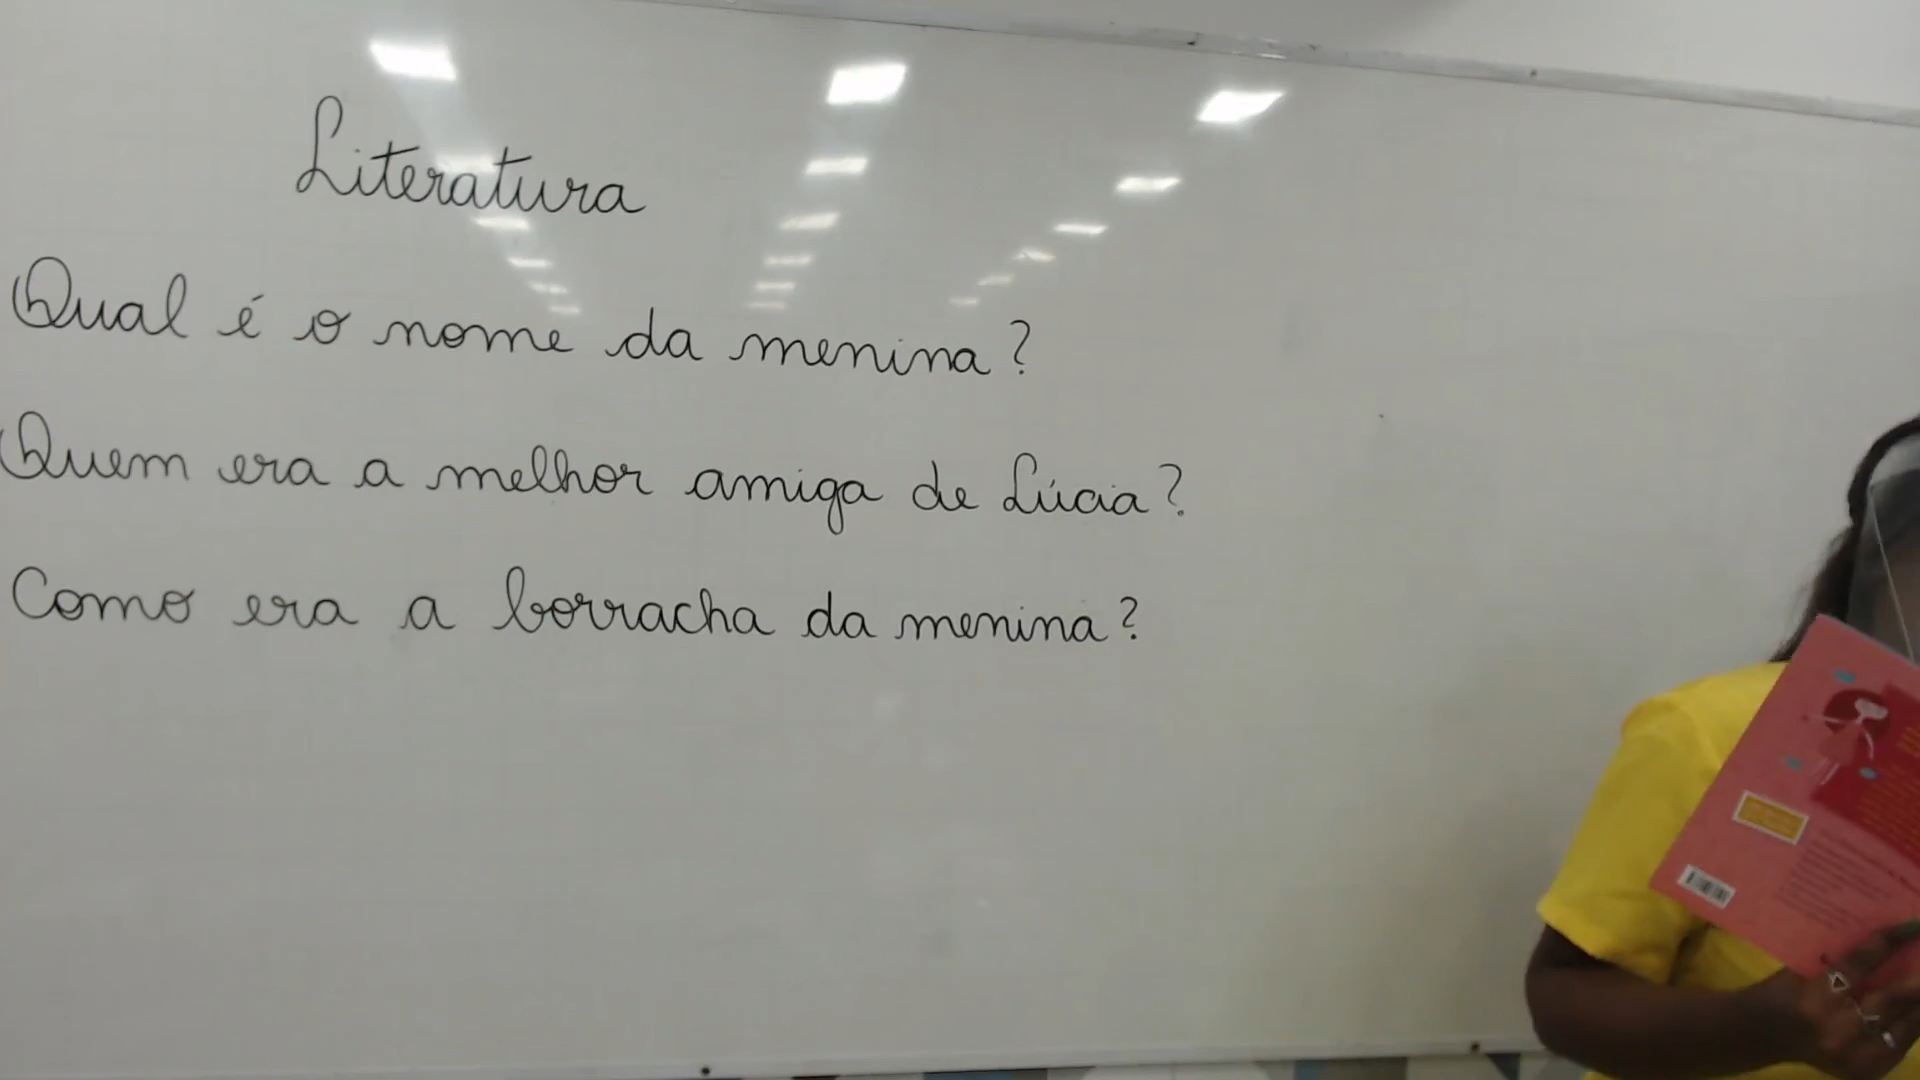 Literatura
Qual é o nome da menina?
Quem era a melhor amiga de Lúcia?
Como era a borracha da menina?